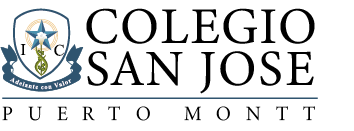 COLEGIO
SAN JOSE
I C
Adelante con Valor
PUERTO MONTT